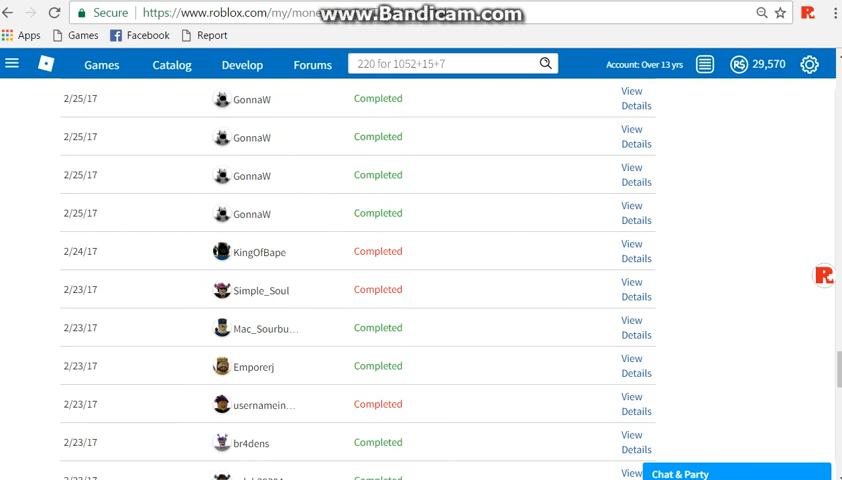 Secure https://www.roblox.com/my/mone
www.Bandicam.com
Apps Games Facebook Report
Games Catalog Develop Forums 220 for 1052+15+7 Account: Over 13 yrs R$ 29,570
2/25/17 GonnaW Completed View Details
2/25/17 GonnaW Completed View Details
2/25/17 GonnaW Completed View Details
2/25/17 GonnaW Completed View Details
2/24/17 KingOfBape Completed View Details
2/23/17 Simple_Soul Completed View Details
2/23/17 Mac_Sourbu... Completed View Details
2/23/17 Emporerj Completed View Details
2/23/17 usernamein... Completed View Details
2/23/17 br4dens Completed View Details
View
Chat & Party